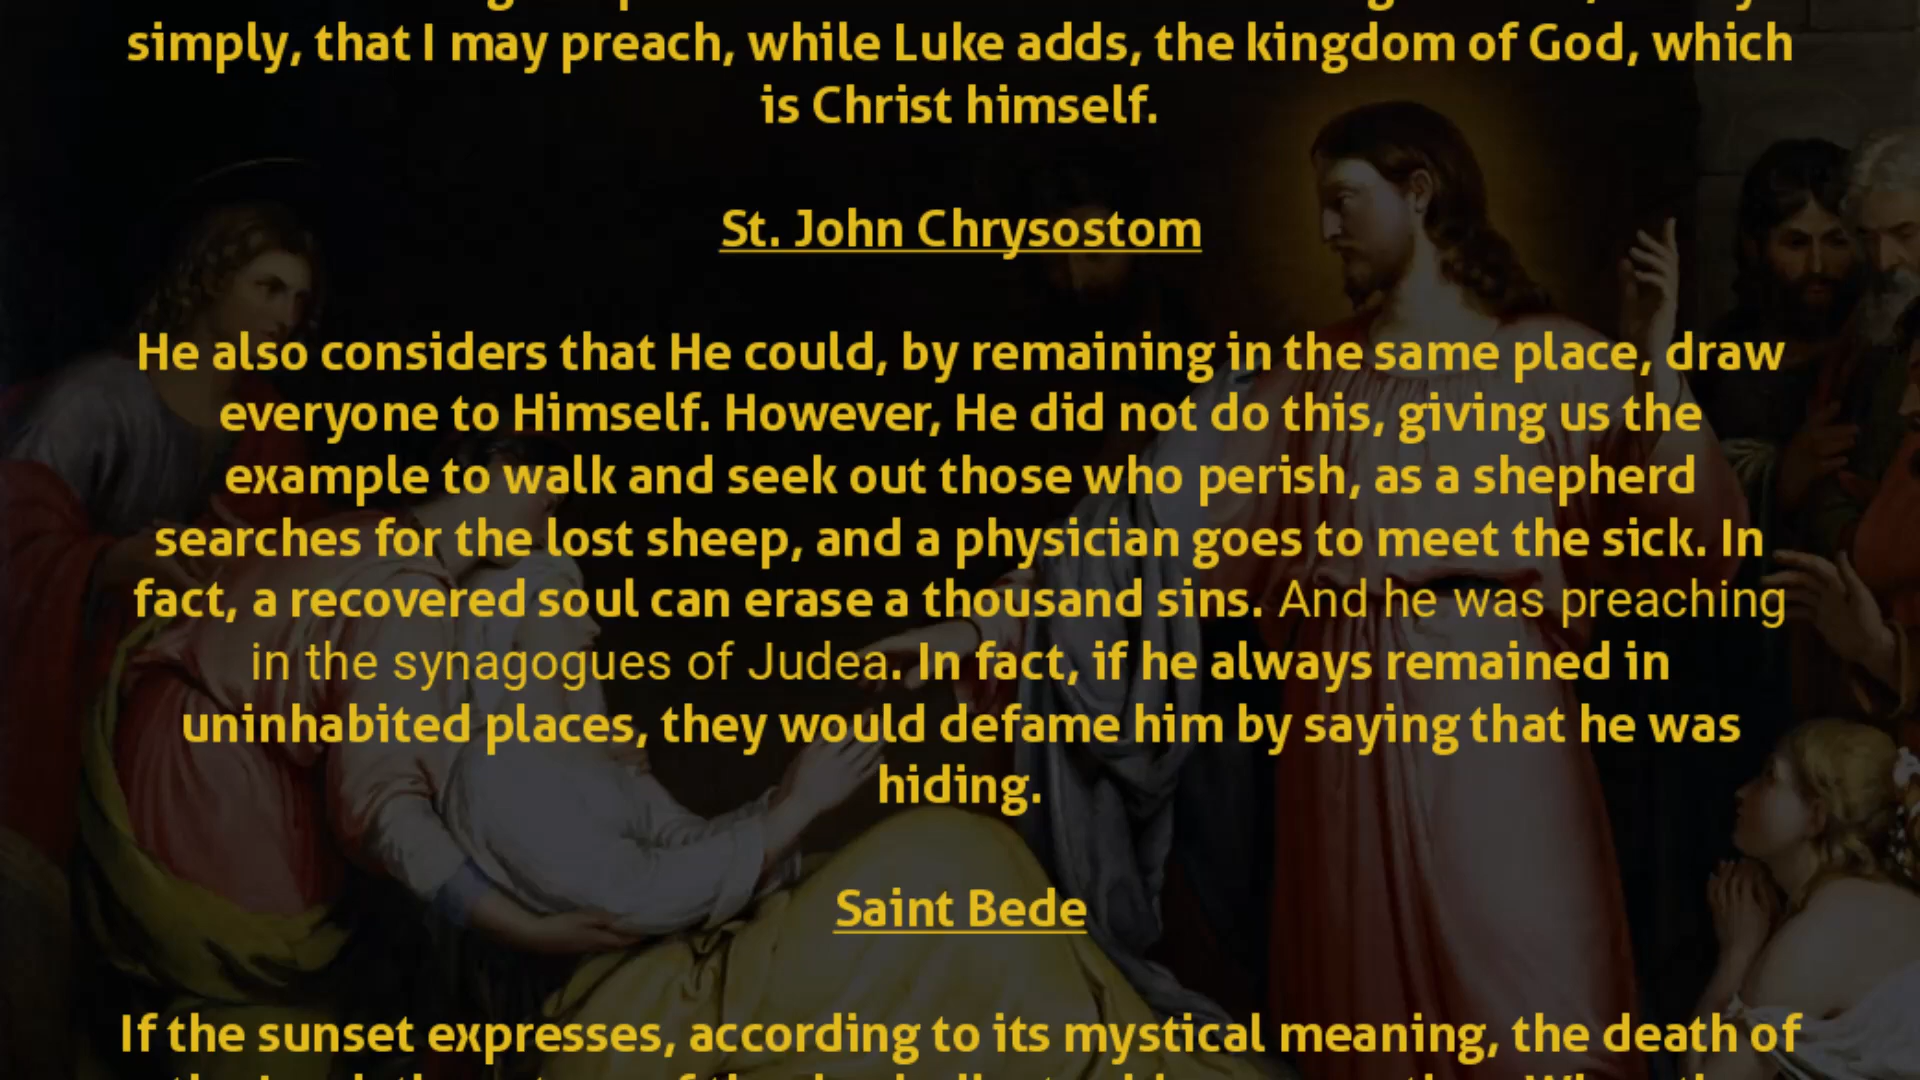 simply, that I may preach, while Luke adds, the kingdom of God, which
is Christ himself.
St. John Chrysostom
He also considers that He could, by remaining in the same place, draw
everyone to Himself. However, He did not do this, giving us the
example to walk and seek out those who perish, as a shepherd
searches for the lost sheep, and a physician goes to meet the sick. In
fact, a recovered soul can erase a thousand sins. And he was preaching
in the synagogues of Judea. In fact, if he always remained in
uninhabited places, they would defame him by saying that he was
hiding.
Saint Bede
If the sunset expresses, according to its mystical meaning, the death of